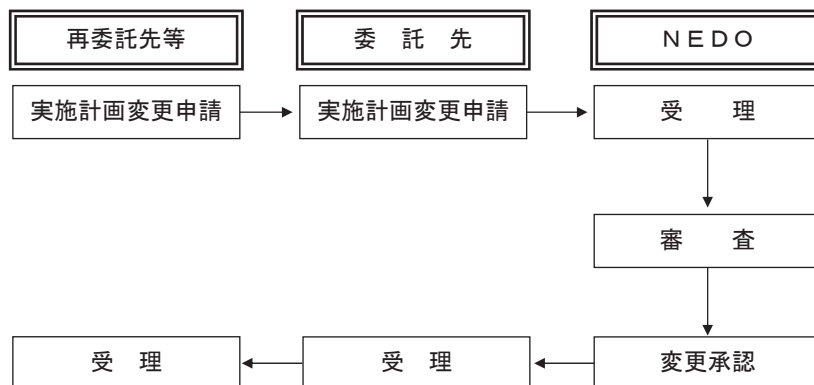 再委託先等
委　託　先
ＮＥＤＯ
実施計画変更申請
実施計画変更申請
受　　理
審　　査
受　理
受　理
変更承認